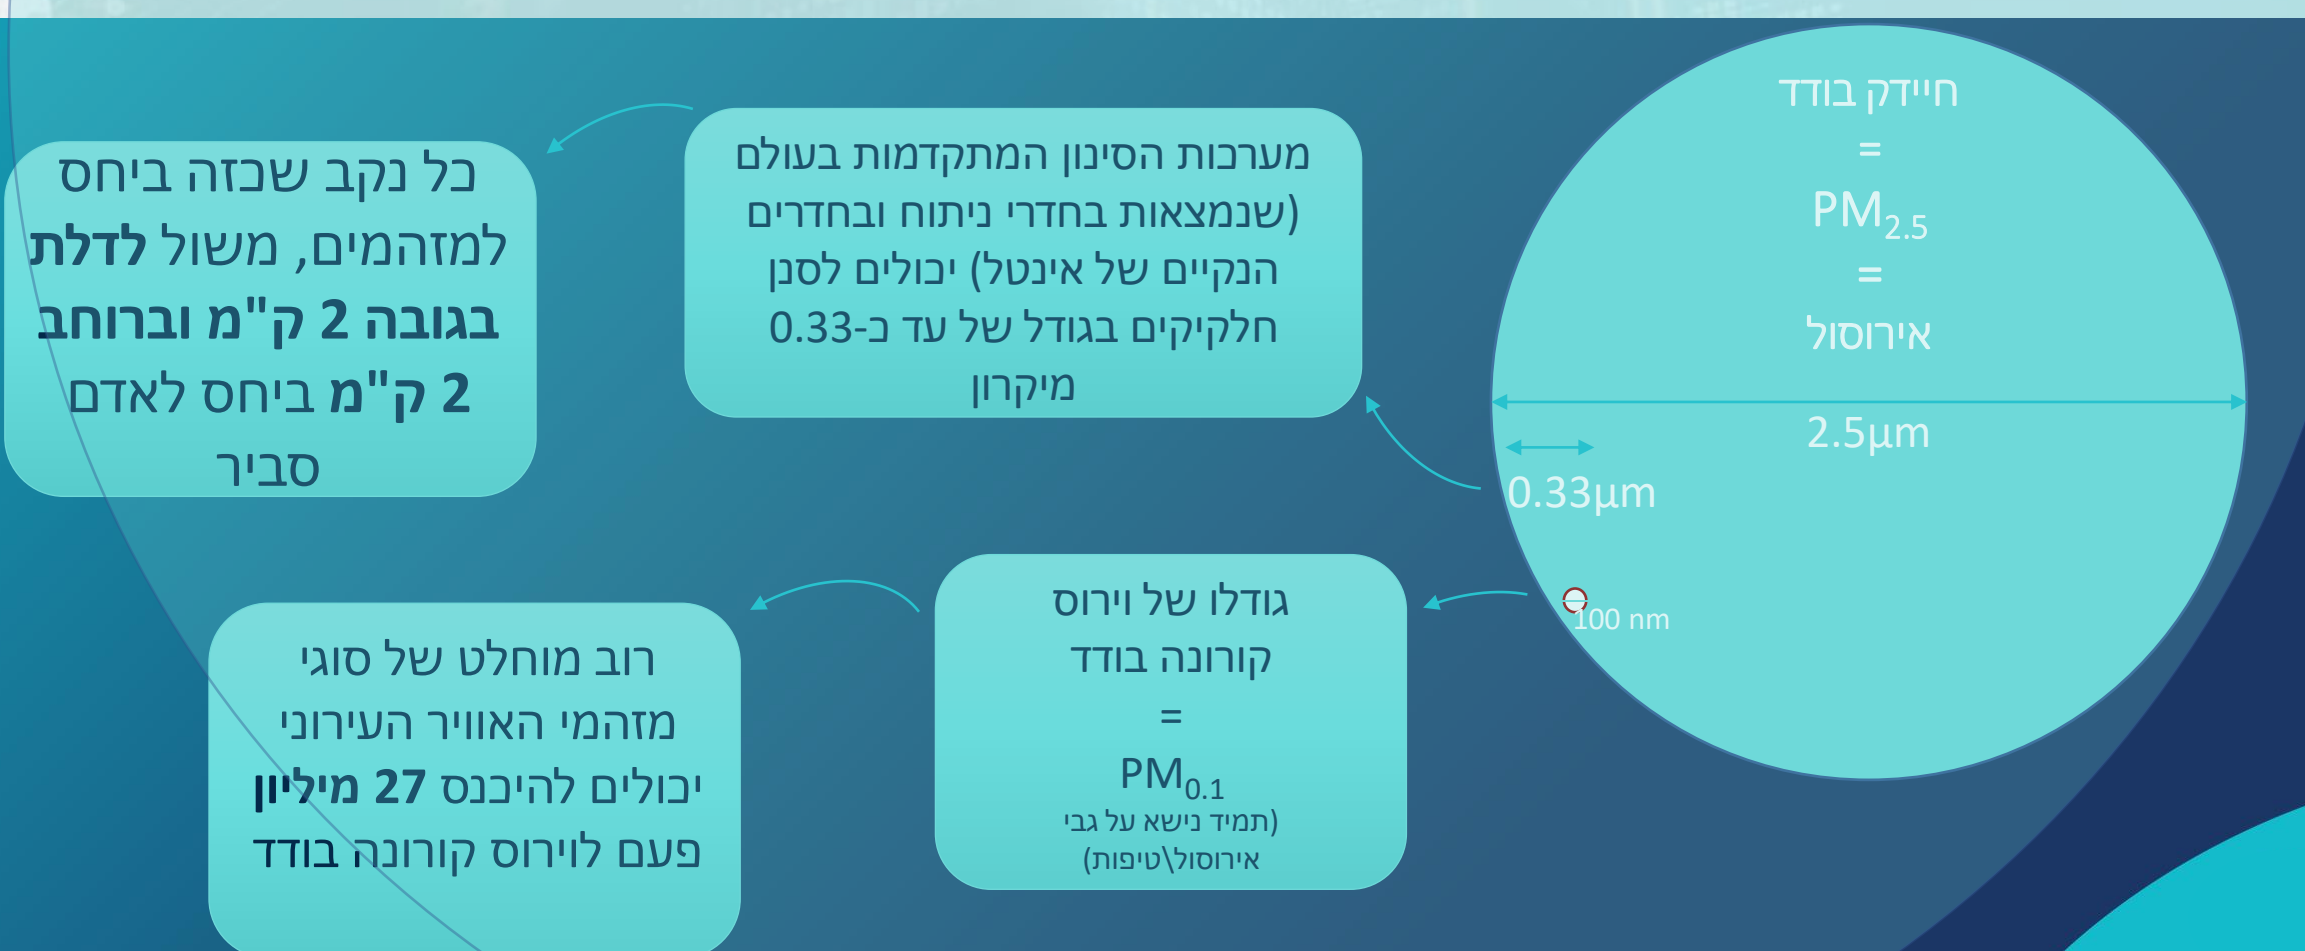 חיידק בודד
=
PM2.5
=
אירוסול
2.5µm
0.33µm
100 nm
מערכות הסינון המתקדמות בעולם
(שנמצאות בחדרי ניתוח ובחדרים
הנקיים של אינטל) יכולים לסנן
חלקיקים בגודל של עד כ-0.33
מיקרון
כל נקב שכזה ביחס
למזהמים, משול לדלת
בגובה 2 ק"מ וברוחב
2 ק"מ ביחס לאדם
סביר
גודלו של וירוס
קורונה בודד
=
PM0.1
(תמיד נישא על גבי
אירוסול\טיפות)
רוב מוחלט של סוגי
מזהמי האוויר העירוני
יכולים להיכנס 27 מיליון
פעם לוירוס קורונה בודד